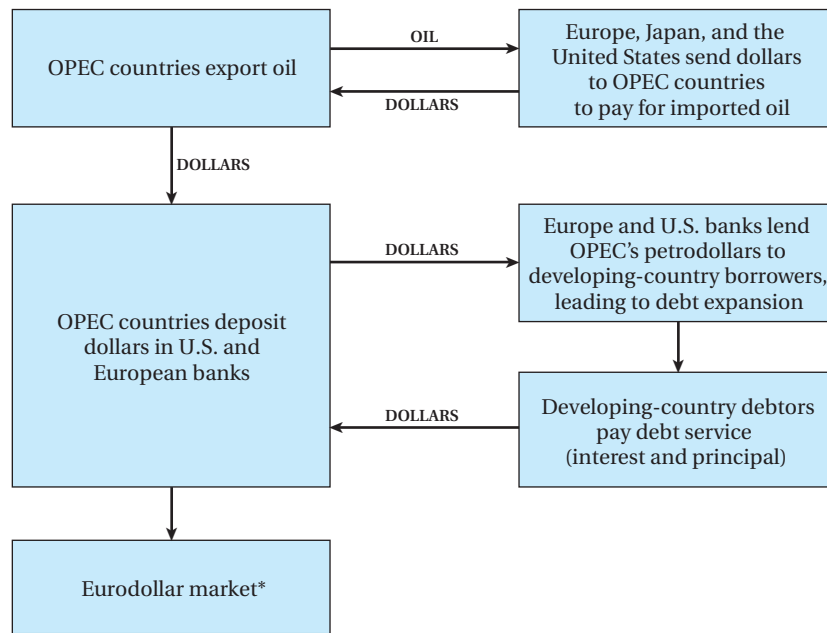 OPEC countries export oil
OIL
DOLLARS
Europe, Japan, and the
United States send dollars
to OPEC countries
to pay for imported oil
DOLLARS
OPEC countries deposit
dollars in U.S. and
European banks
DOLLARS
Europe and U.S. banks lend
OPEC’s petrodollars to
developing-country borrowers,
leading to debt expansion
DOLLARS
Developing-country debtors
pay debt service
(interest and principal)
Eurodollar market*